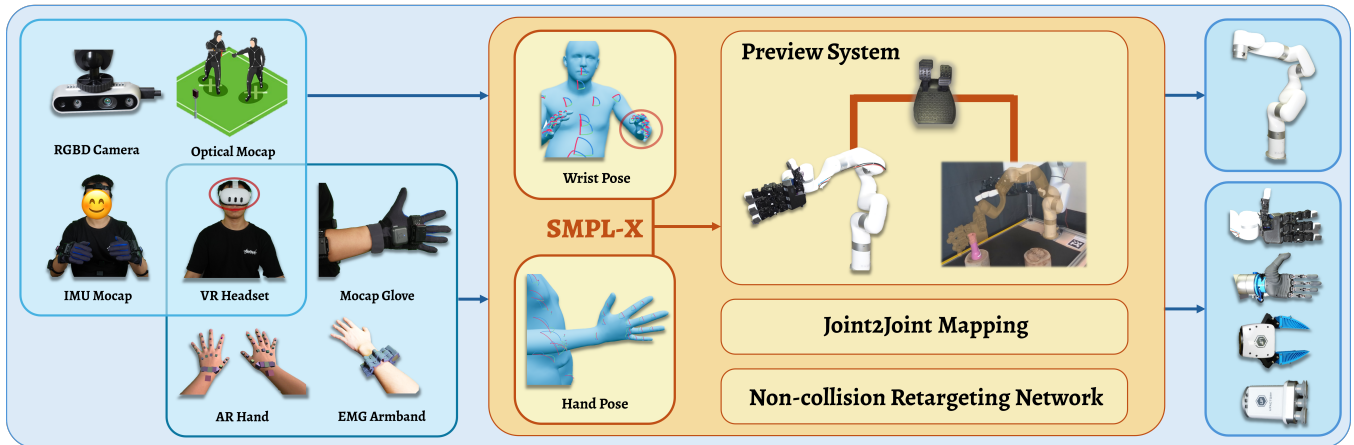 RGBD Camera
Optical Mocap
IMU Mocap
VR Headset
Mocap Glove
AR Hand
EMG Armband
Wrist Pose
SMPL-X
Hand Pose
Preview System
Joint2Joint Mapping
Non-collision Retargeting Network